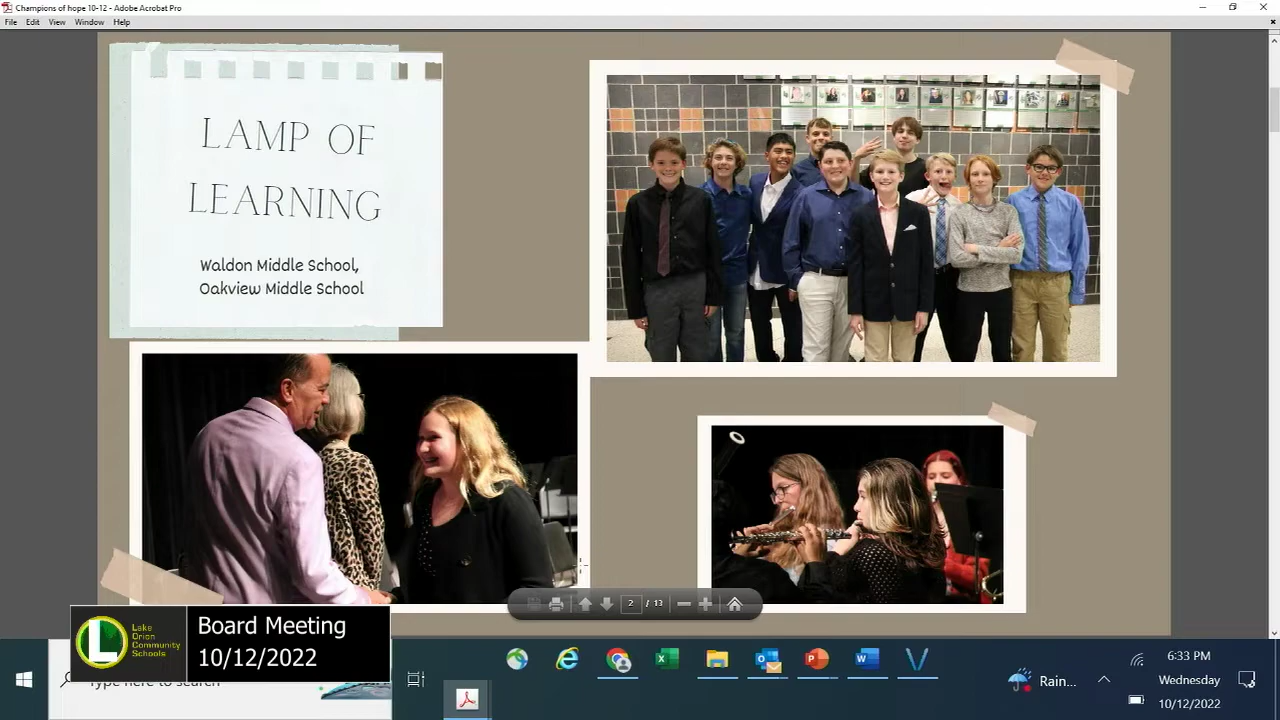 Champions of hope 10-12 - Adobe Acrobat Pro
File Edit View Window Help
LAMP OF
LEARNING
Waldon Middle School,
Oakview Middle School
2 / 13
Lake
Orion
Community
Schools
Board Meeting
10/12/2022
Type here to search
Rain...
6:33 PM
Wednesday
10/12/2022